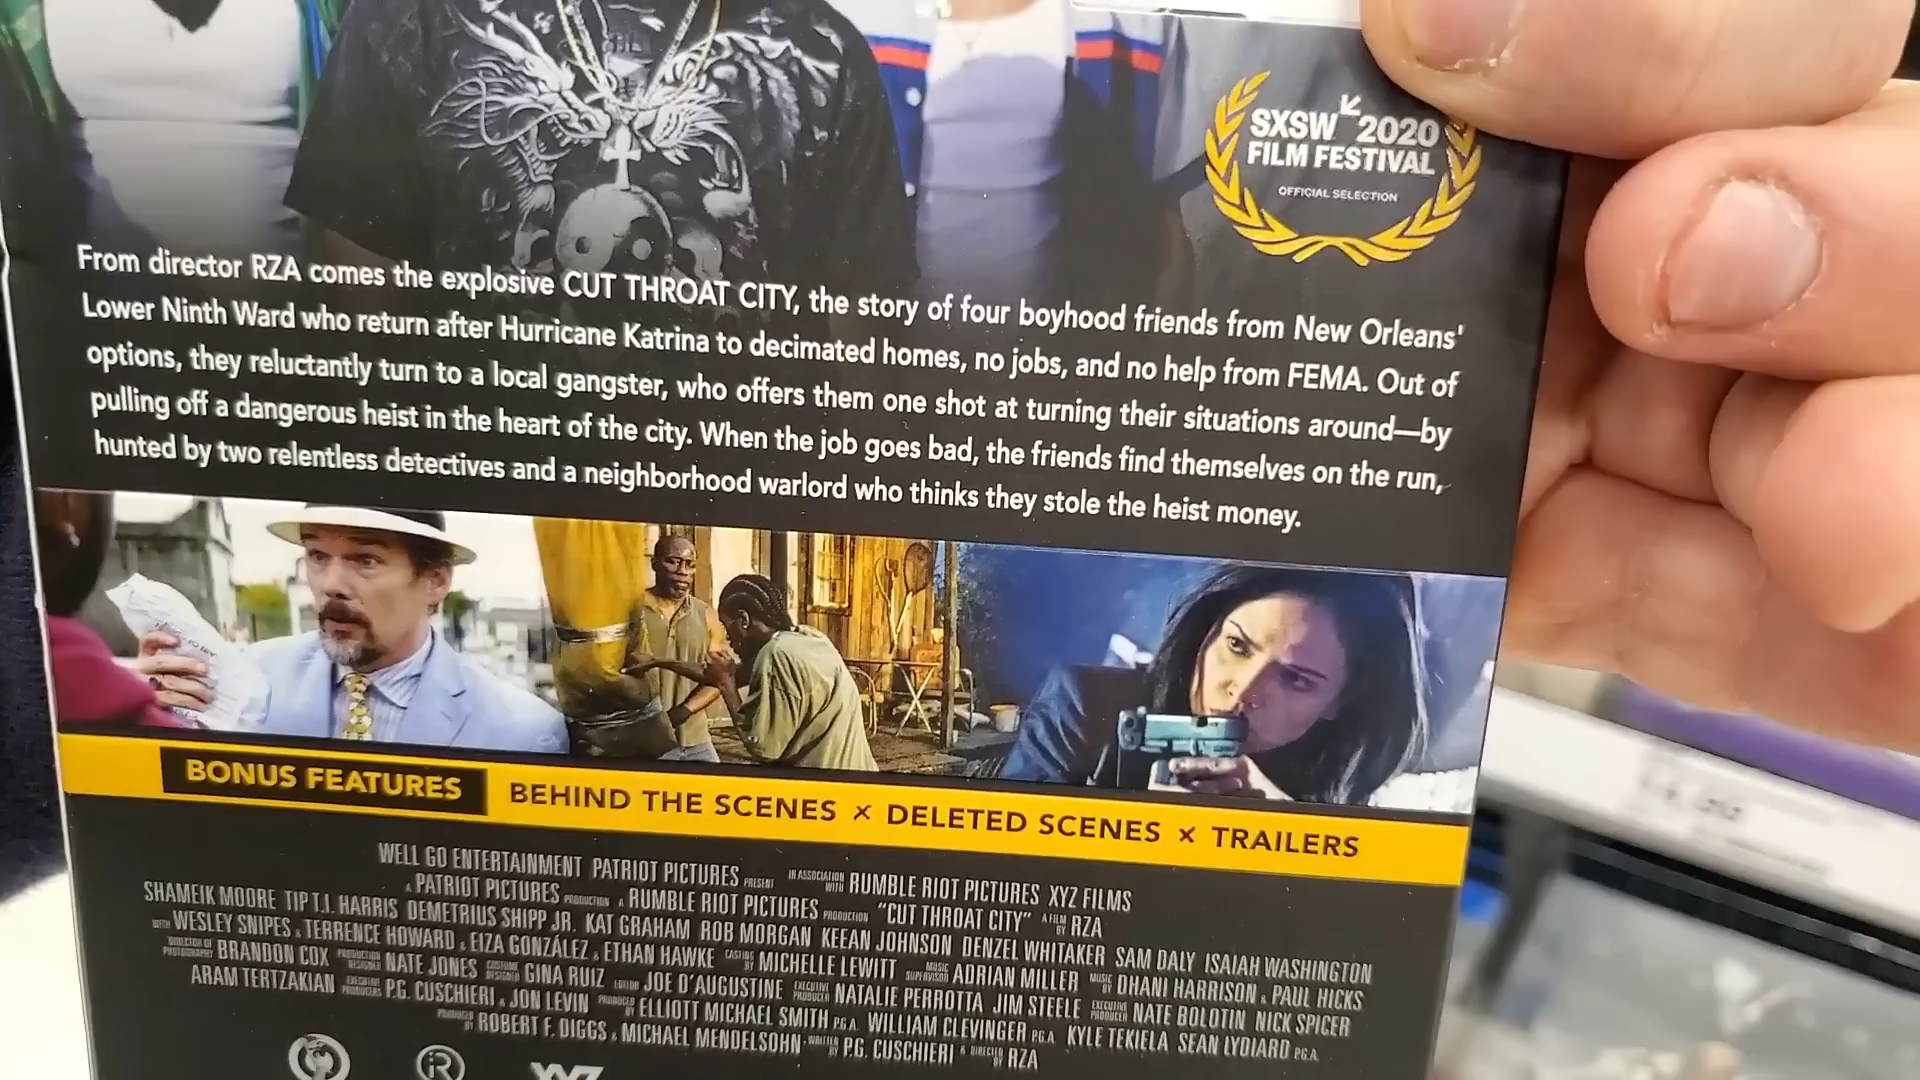 SXSW 2020
FILM FESTIVAL
OFFICIAL SELECTION
From director RZA comes the explosive CUT THROAT CITY, the story of four boyhood friends from New Orleans'
Lower Ninth Ward who return after Hurricane Katrina to decimated homes, no jobs, and no help from FEMA. Out of
options, they reluctantly turn to a local gangster, who offers them one shot at turning their situations around—by
pulling off a dangerous heist in the heart of the city. When the job goes bad, the friends find themselves on the run,
hunted by two relentless detectives and a neighborhood warlord who thinks they stole the heist money.
BONUS FEATURES BEHIND THE SCENES × DELETED SCENES × TRAILERS
WELL GO ENTERTAINMENT PATRIOT PICTURES PRESENT IN ASSOCIATION WITH RUMBLE RIOT PICTURES XYZ FILMS
A PATRIOT PICTURES PRODUCTION A RUMBLE RIOT PICTURES PRODUCTION "CUT THROAT CITY" A FILM BY RZA
SHAMEIK MOORE TIP T.I. HARRIS DEMETRIUS SHIPP JR. KAT GRAHAM ROB MORGAN KEEAN JOHNSON DENZEL WHITAKER SAM DALY ISAIAH WASHINGTON
WITH WESLEY SNIPES, TERRENCE HOWARD & EIZA GONZÁLEZ & ETHAN HAWKE CASTING BY MICHELLE LEWITT MUSIC SUPERVISOR ADRIAN MILLER MUSIC BY DHANI HARRISON & PAUL HICKS
DIRECTOR OF PHOTOGRAPHY BRANDON COX PRODUCTION DESIGNER NATE JONES COSTUME DESIGNER GINA RUIZ EDITOR JOE D'AUGUSTINE EXECUTIVE PRODUCER NATALIE PERROTTA JIM STEELE EXECUTIVE PRODUCER NATE BOLOTIN NICK SPICER
ARAM TERTZAKIAN EXECUTIVE PRODUCERS P.G. CUSCHIERI & JON LEVIN PRODUCED BY ELLIOTT MICHAEL SMITH P.G.A. WILLIAM CLEVINGER P.G.A. KYLE TEKIELA SEAN LYDIARD P.G.A.
PRODUCED BY ROBERT F. DIGGS & MICHAEL MENDELSOHN WRITTEN BY P.G. CUSCHIERI & DIRECTED BY RZA
XYZ